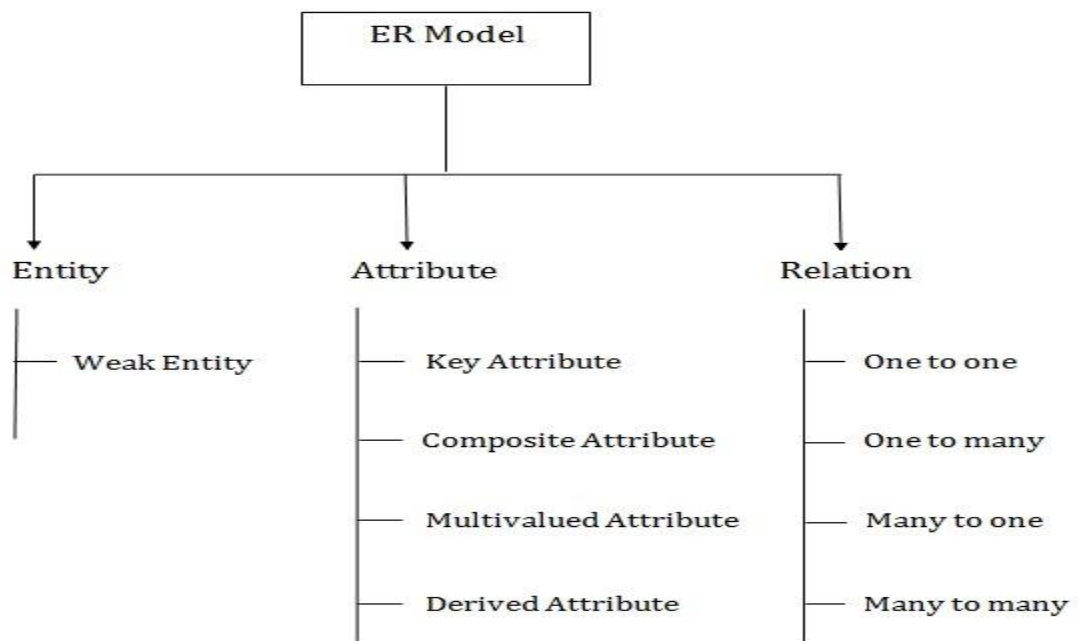 ER Model
Entity
Attribute
Relation
Weak Entity
Key Attribute
One to one
Composite Attribute
One to many
Multivalued Attribute
Many to one
Derived Attribute
Many to many